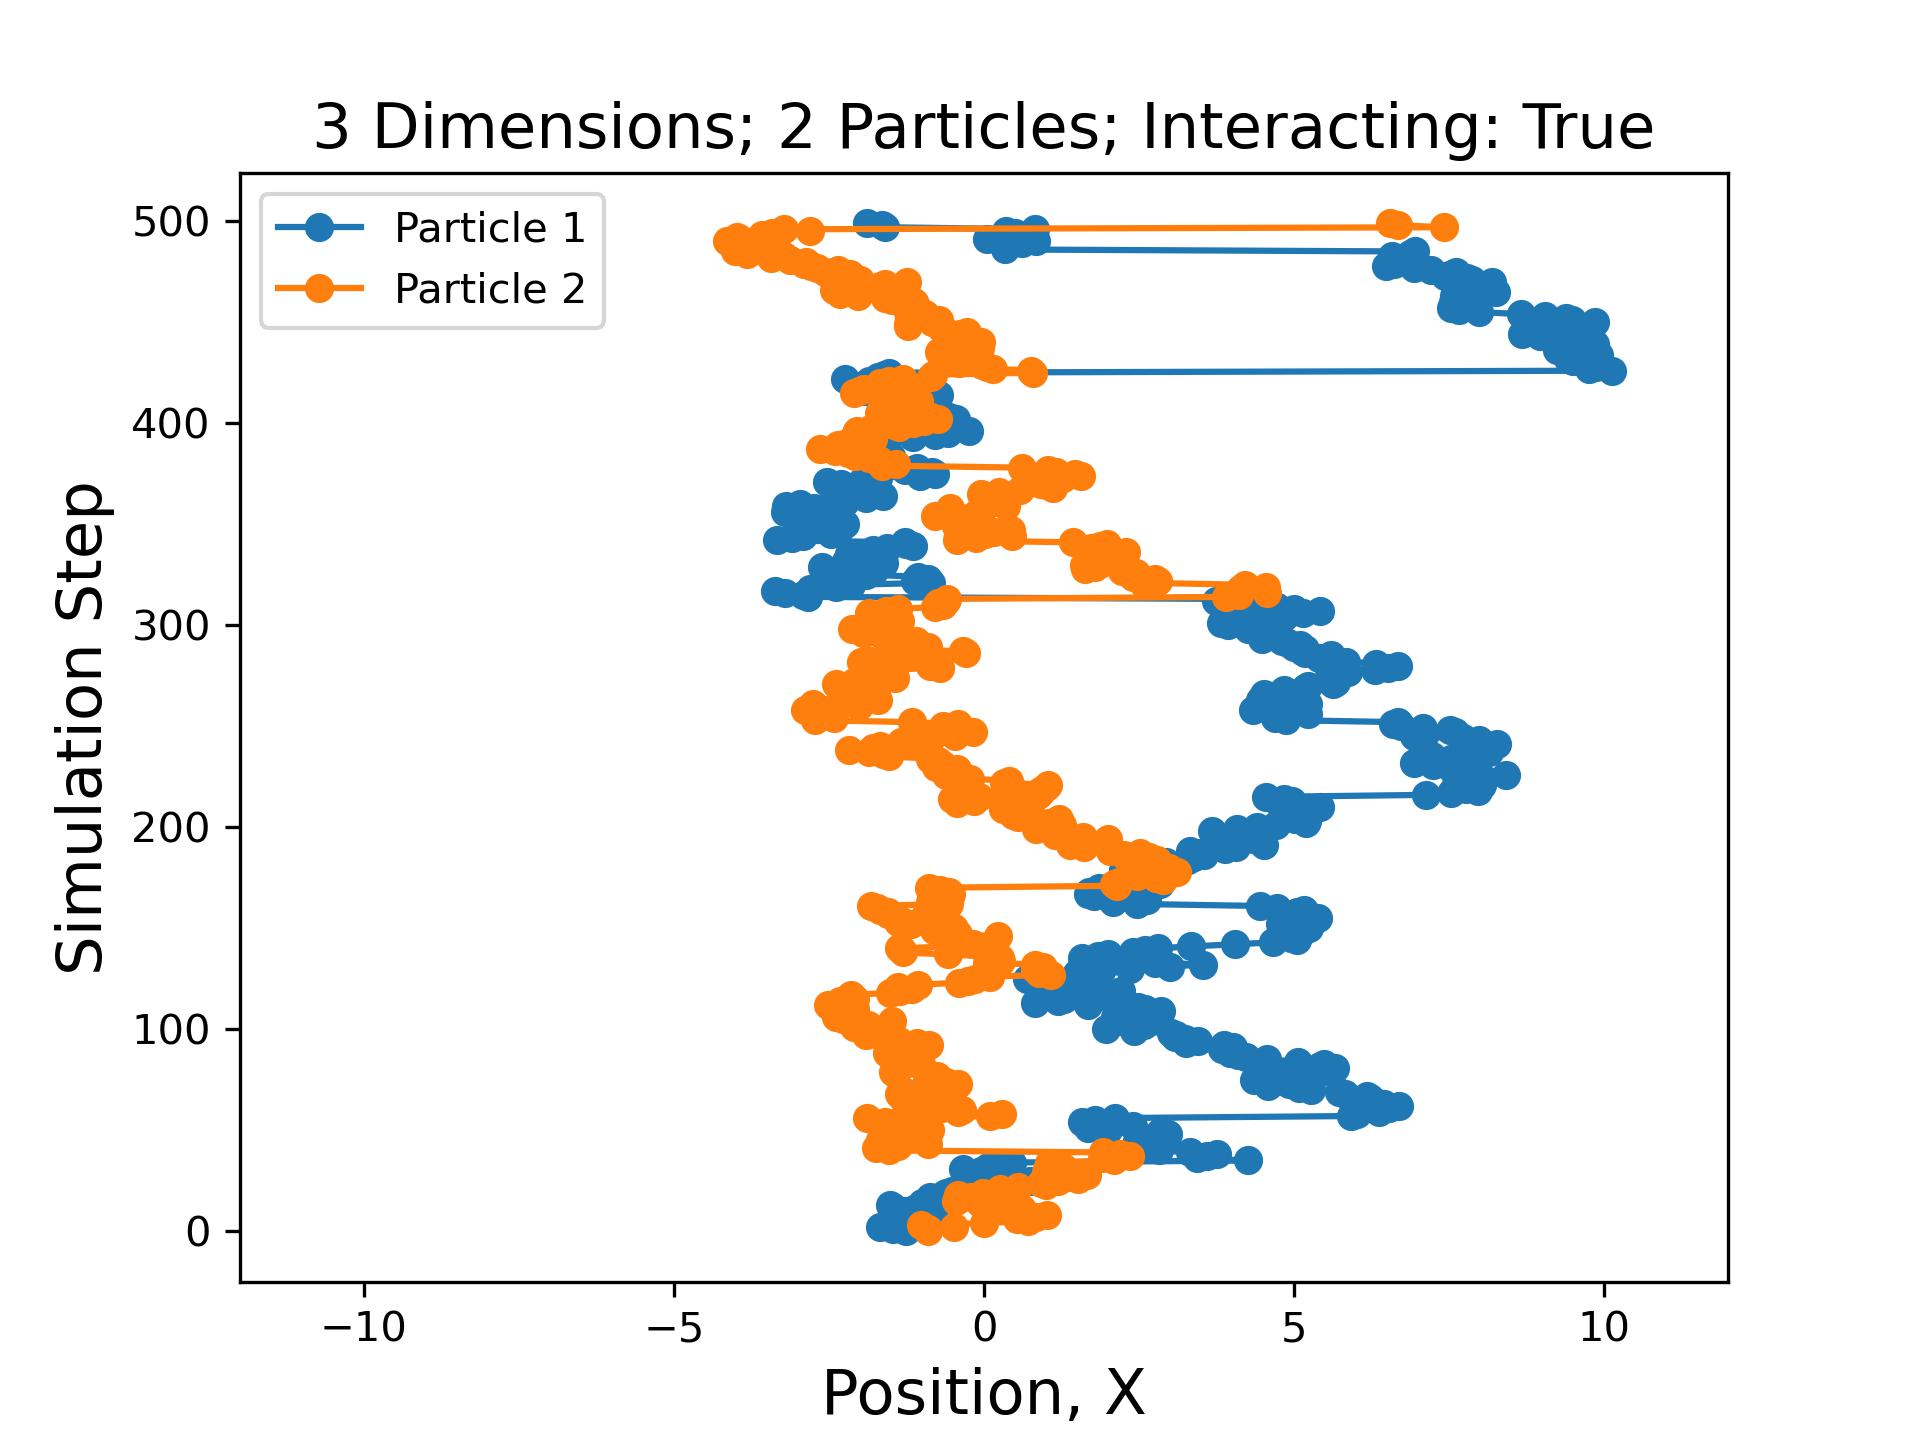 3 Dimensions; 2 Particles; Interacting: True
Particle 1
Particle 2
500
400
300
200
100
0
Simulation Step
−10
−5
0
5
10
Position, X